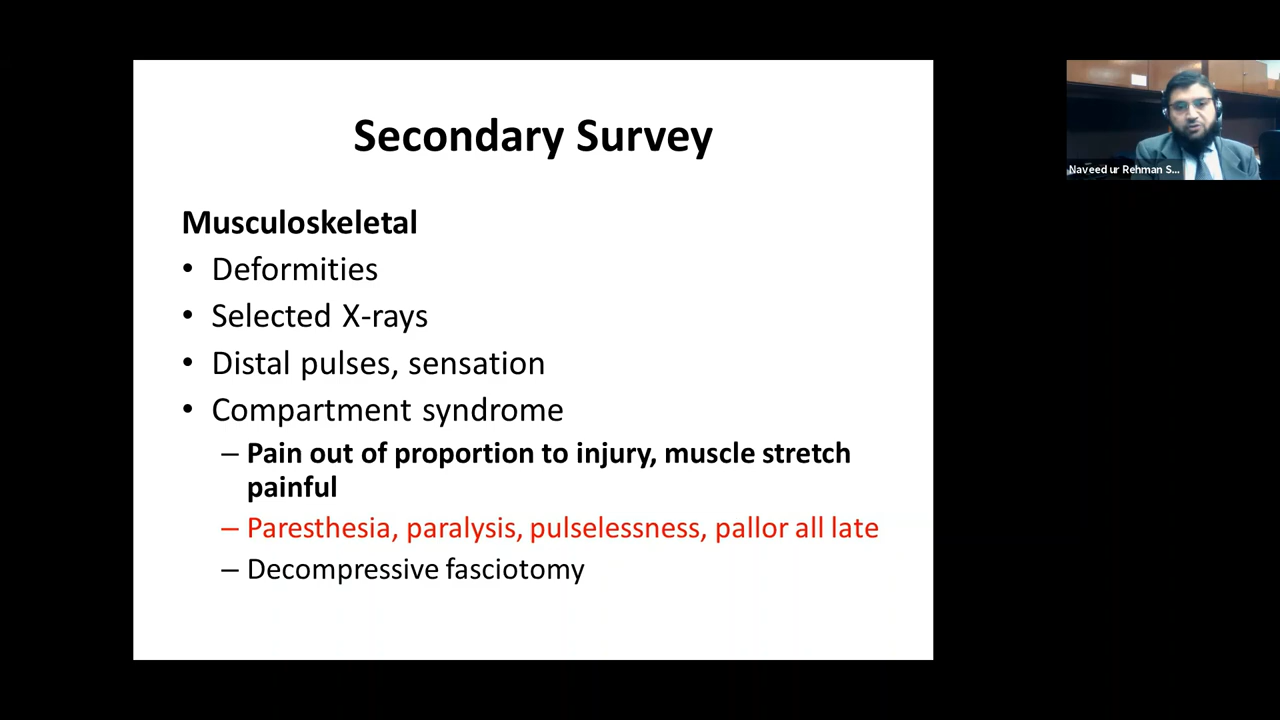 Secondary Survey
Musculoskeletal
• Deformities
• Selected X-rays
• Distal pulses, sensation
• Compartment syndrome
– Pain out of proportion to injury, muscle stretch
painful
– Paresthesia, paralysis, pulselessness, pallor all late
– Decompressive fasciotomy
Naveed ur Rehman S...